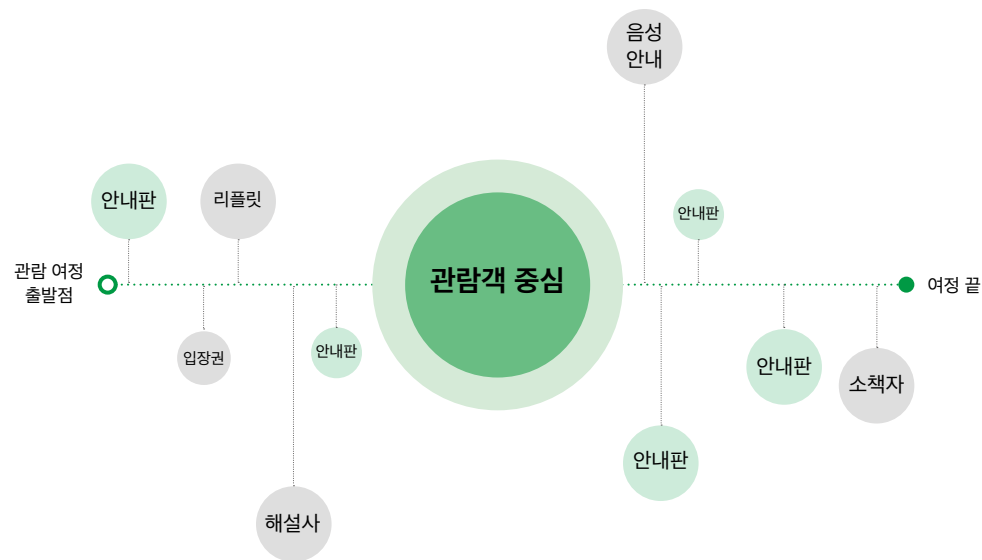 음성
안내
안내판
리플릿
안내판
관람 여정
출발점
관람객 중심
여정 끝
입장권
안내판
안내판
소책자
안내판
해설사